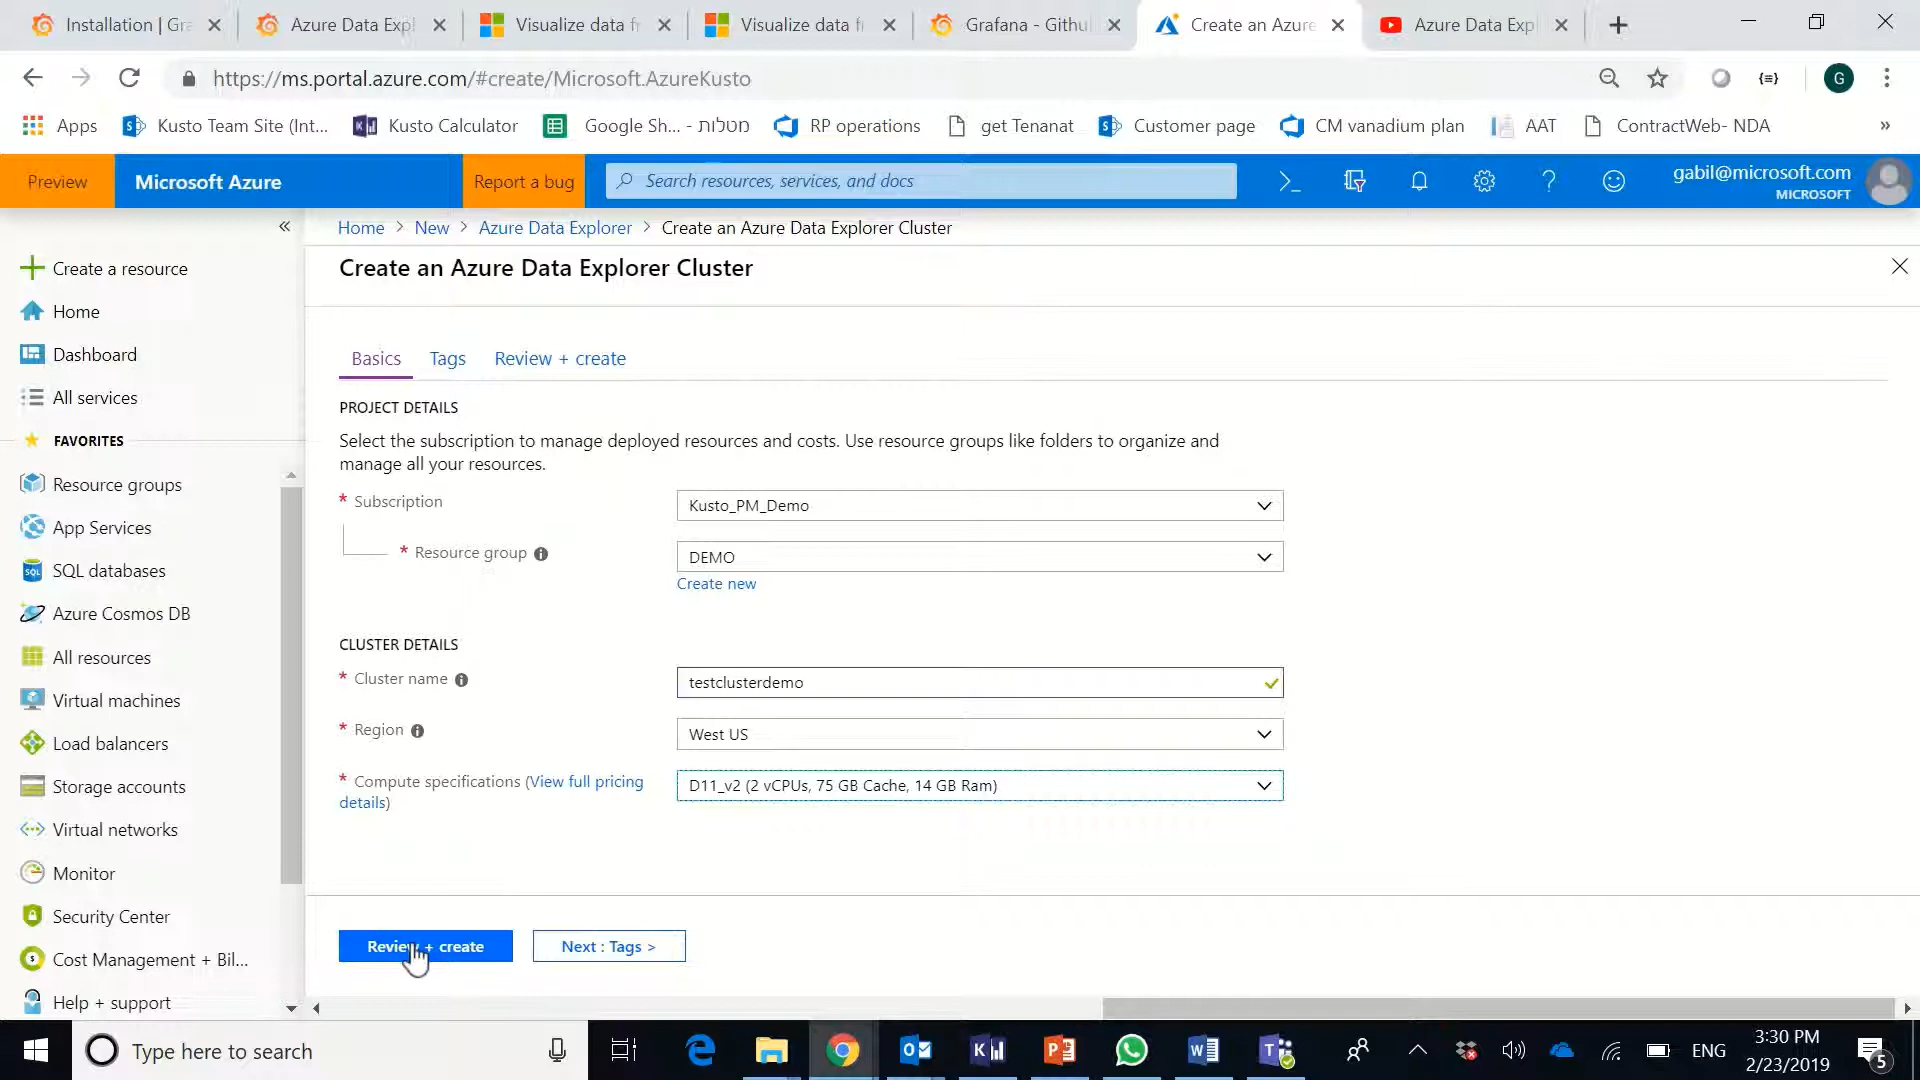 Installation | Gra
Azure Data Expl
Visualize data fr
Visualize data fr
Grafana - Githu
Create an Azure
Azure Data Exp
https://ms.portal.azure.com/#create/Microsoft.AzureKusto
G
Apps
Kusto Team Site (Int...
Kusto Calculator
Google Sh... - מטלות
RP operations
get Tenanat
Customer page
CM vanadium plan
AAT
ContractWeb- NDA
»
Preview
Microsoft Azure
Report a bug
Search resources, services, and docs
gabil@microsoft.com
MICROSOFT
Home > New > Azure Data Explorer > Create an Azure Data Explorer Cluster
Create an Azure Data Explorer Cluster
Create a resource
Home
Dashboard
All services
FAVORITES
Resource groups
App Services
SQL databases
Azure Cosmos DB
All resources
Virtual machines
Load balancers
Storage accounts
Virtual networks
Monitor
Security Center
Cost Management + Bil...
Help + support
Basics
Tags
Review + create
PROJECT DETAILS
Select the subscription to manage deployed resources and costs. Use resource groups like folders to organize and
manage all your resources.
* Subscription
Kusto_PM_Demo
* Resource group
DEMO
Create new
CLUSTER DETAILS
* Cluster name
testclusterdemo
* Region
West US
* Compute specifications (View full pricing
details)
D11_v2 (2 vCPUs, 75 GB Cache, 14 GB Ram)
Review + create
Next : Tags >
Type here to search
ENG
3:30 PM
2/23/2019
5